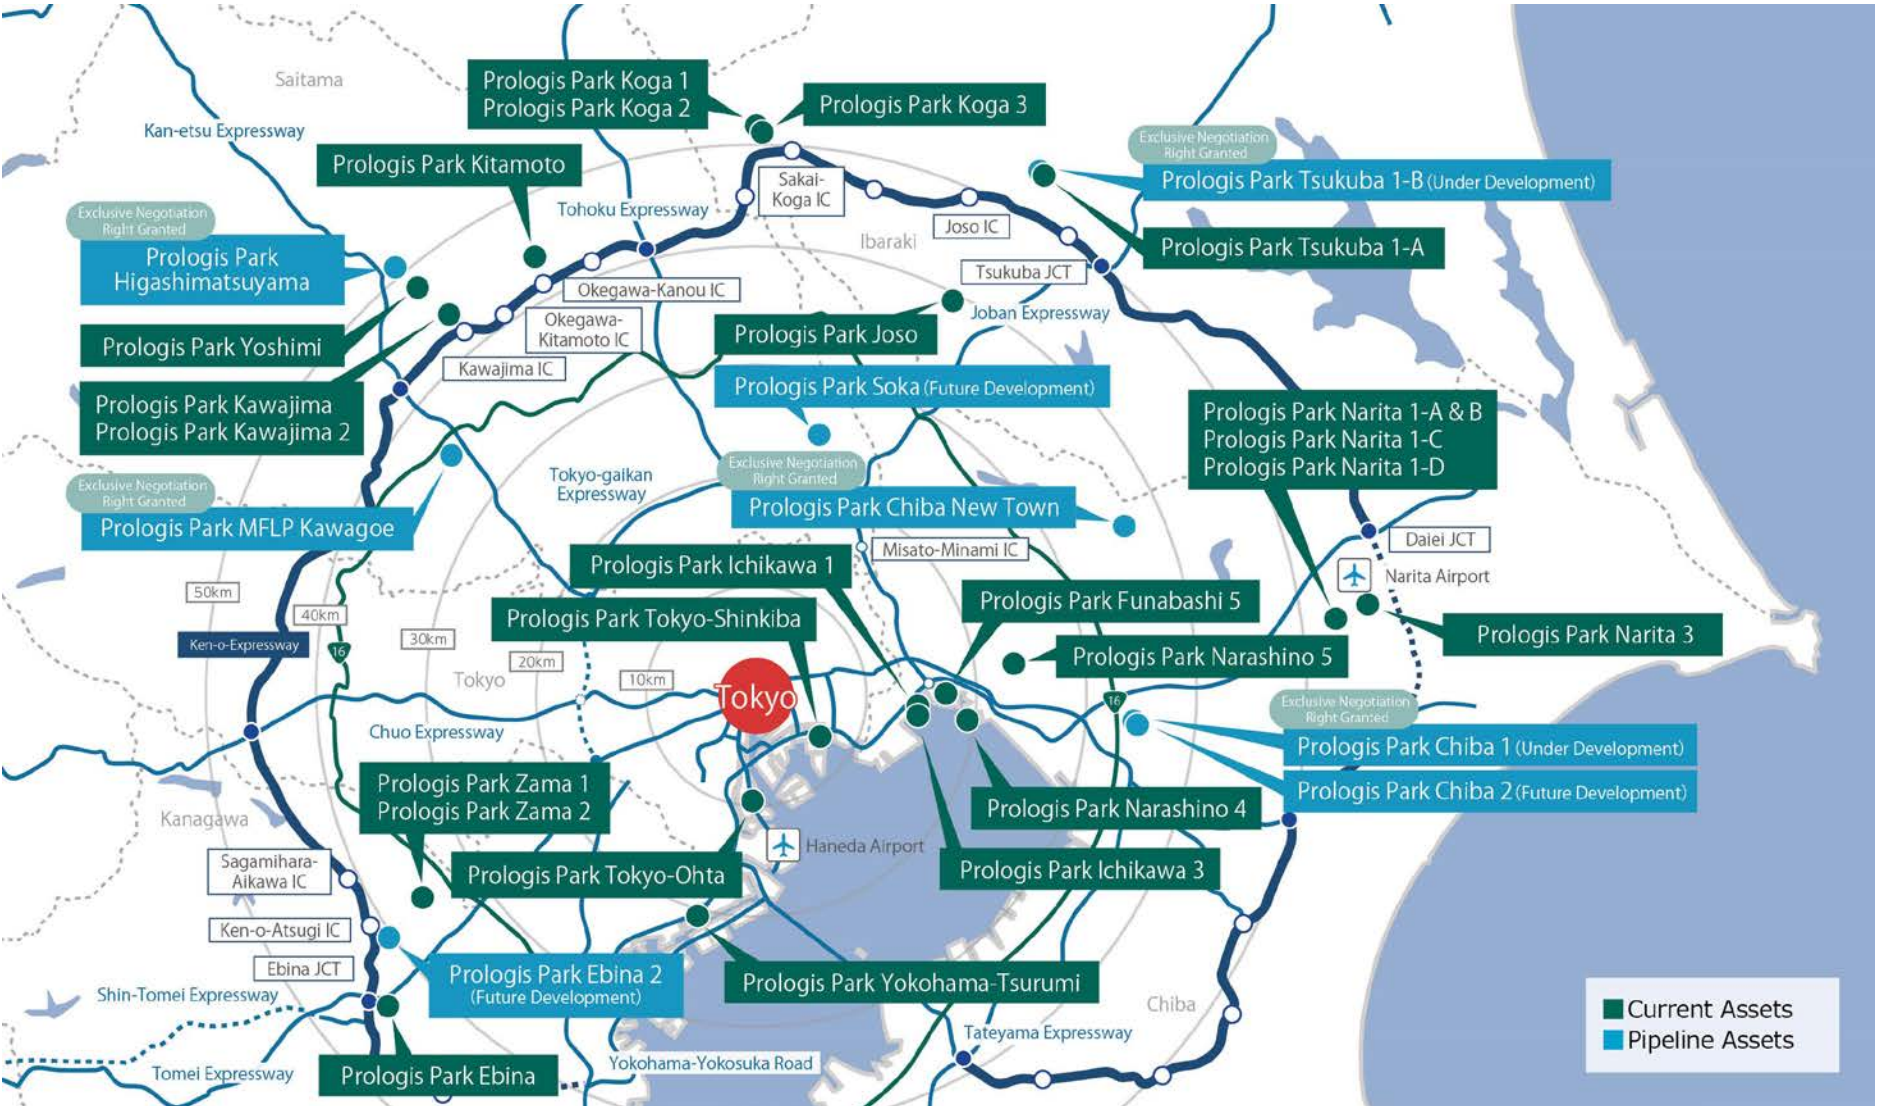 Saitama
Prologis Park Koga 1
Prologis Park Koga 2
Prologis Park Koga 3
Kan-etsu Expressway
Prologis Park Kitamoto
Exclusive Negotiation
Right Granted
Prologis Park Tsukuba 1-B (Under Development)
Sakai-
Koga IC
Tohoku Expressway
Joso IC
Ibaraki
Prologis Park Tsukuba 1-A
Exclusive Negotiation
Right Granted
Prologis Park
Higashimatsuyama
Tsukuba JCT
Okegawa-Kanou IC
Joban Expressway
Okegawa-
Kitamoto IC
Prologis Park Joso
Prologis Park Yoshimi
Kawajima IC
Prologis Park Soka (Future Development)
Prologis Park Kawajima
Prologis Park Kawajima 2
Prologis Park Narita 1-A & B
Prologis Park Narita 1-C
Prologis Park Narita 1-D
Exclusive Negotiation
Right Granted
Prologis Park MFLP Kawagoe
Tokyo-gaikan
Expressway
Exclusive Negotiation
Right Granted
Prologis Park Chiba New Town
Misato-Minami IC
Daiei JCT
Narita Airport
Prologis Park Ichikawa 1
50km
40km
30km
20km
10km
Prologis Park Tokyo-Shinkiba
Prologis Park Funabashi 5
Prologis Park Narita 3
Ken-o-Expressway
16
Prologis Park Narashino 5
Tokyo
Tokyo
16
Exclusive Negotiation
Right Granted
Prologis Park Chiba 1 (Under Development)
Prologis Park Chiba 2 (Future Development)
Chuo Expressway
Prologis Park Zama 1
Prologis Park Zama 2
Kanagawa
Prologis Park Narashino 4
Haneda Airport
Sagamihara-
Aikawa IC
Prologis Park Tokyo-Ohta
Prologis Park Ichikawa 3
Ken-o-Atsugi IC
Ebina JCT
Prologis Park Ebina 2
(Future Development)
Prologis Park Yokohama-Tsurumi
Shin-Tomei Expressway
Chiba
Tateyama Expressway
Tomei Expressway
Prologis Park Ebina
Yokohama-Yokosuka Road
Current Assets
Pipeline Assets